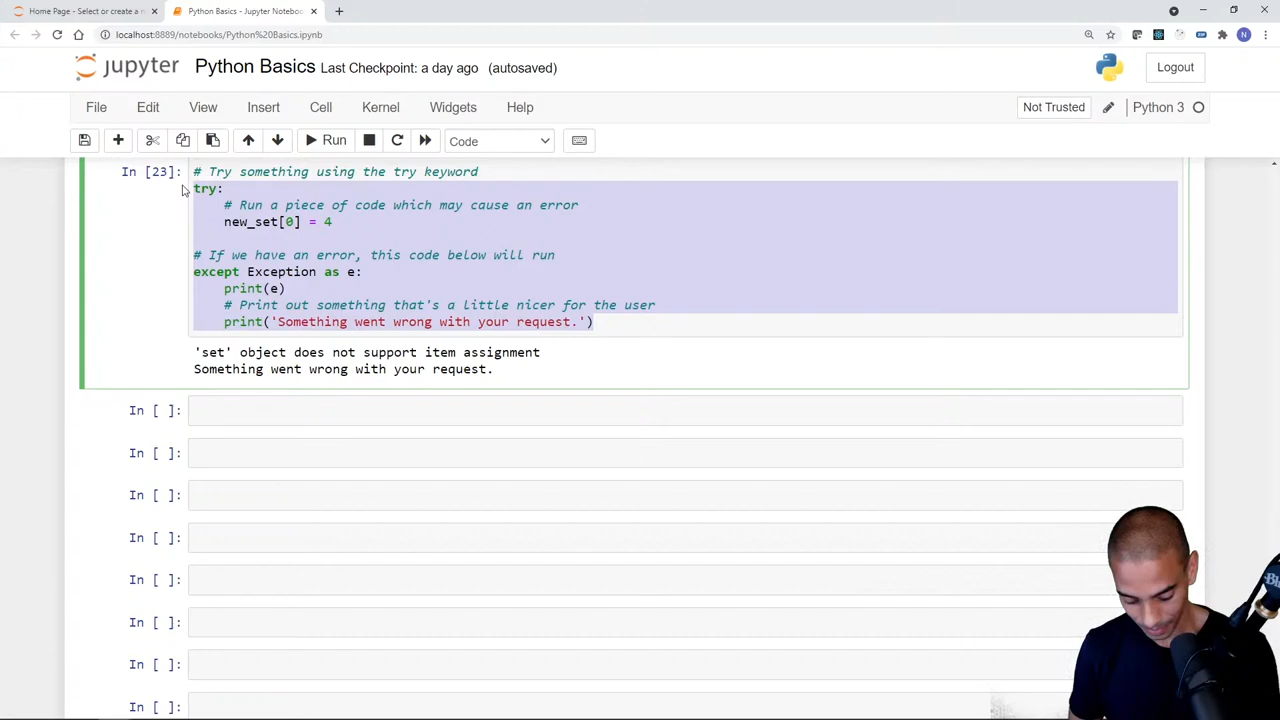 Home Page - Select or create a n
Python Basics - Jupyter Noteboo
localhost:8889/notebooks/Python%20Basics.ipynb
N
jupyter Python Basics Last Checkpoint: a day ago (autosaved)
Logout
File Edit View Insert Cell Kernel Widgets Help
Not Trusted
Python 3
Run
Code
In [23]:
# Try something using the try keyword
try:
# Run a piece of code which may cause an error
new_set[0] = 4
# If we have an error, this code below will run
except Exception as e:
print(e)
# Print out something that's a little nicer for the user
print('Something went wrong with your request.')
'set' object does not support item assignment
Something went wrong with your request.
In [ ]:
In [ ]:
In [ ]:
In [ ]:
In [ ]:
In [ ]:
In [ ]:
In [ ]: